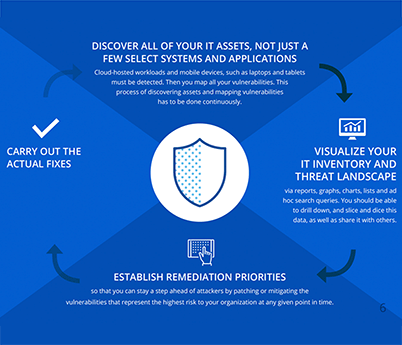 DISCOVER ALL OF YOUR IT ASSETS, NOT JUST A
FEW SELECT SYSTEMS AND APPLICATIONS
Cloud-hosted workloads and mobile devices, such as laptops and tablets
must be detected. Then you map all your vulnerabilities. This
process of discovering assets and mapping vulnerabilities
has to be done continuously.
VISUALIZE YOUR
IT INVENTORY AND
THREAT LANDSCAPE
via reports, graphs, charts, lists and ad
hoc search queries. You should be able
to drill down, and slice and dice this
data, as well as share it with others.
ESTABLISH REMEDIATION PRIORITIES
so that you can stay a step ahead of attackers by patching or mitigating the
vulnerabilities that represent the highest risk to your organization at any given point in time.
CARRY OUT THE
ACTUAL FIXES
6